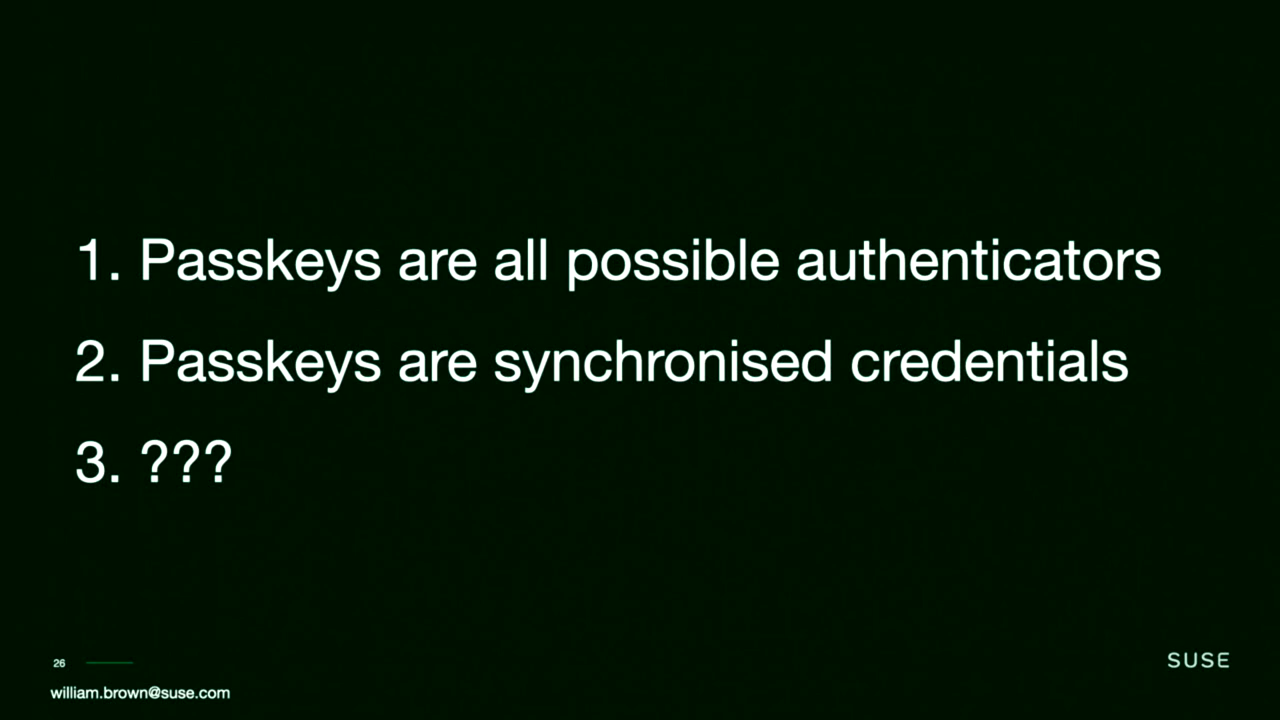 1. Passkeys are all possible authenticators
2. Passkeys are synchronised credentials
3. ???
26
SUSE
william.brown@suse.com